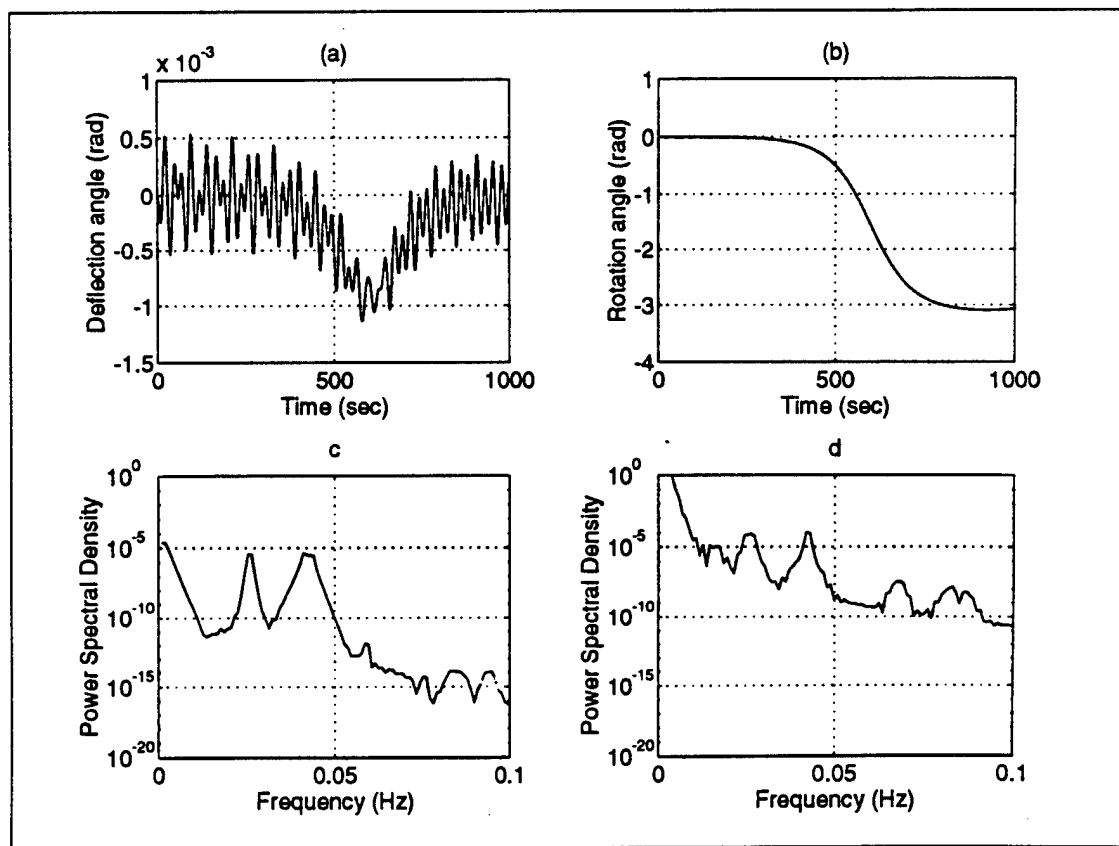 (a)
x 10^-3
1
0.5
0
-0.5
-1
-1.5
Deflection angle (rad)
0 500 1000
Time (sec)
(b)
1
0
-1
-2
-3
-4
Rotation angle (rad)
0 500 1000
Time (sec)
c
10^0
10^-5
10^-10
10^-15
10^-20
Power Spectral Density
0 0.05 0.1
Frequency (Hz)
d
10^0
10^-5
10^-10
10^-15
10^-20
Power Spectral Density
0 0.05 0.1
Frequency (Hz)